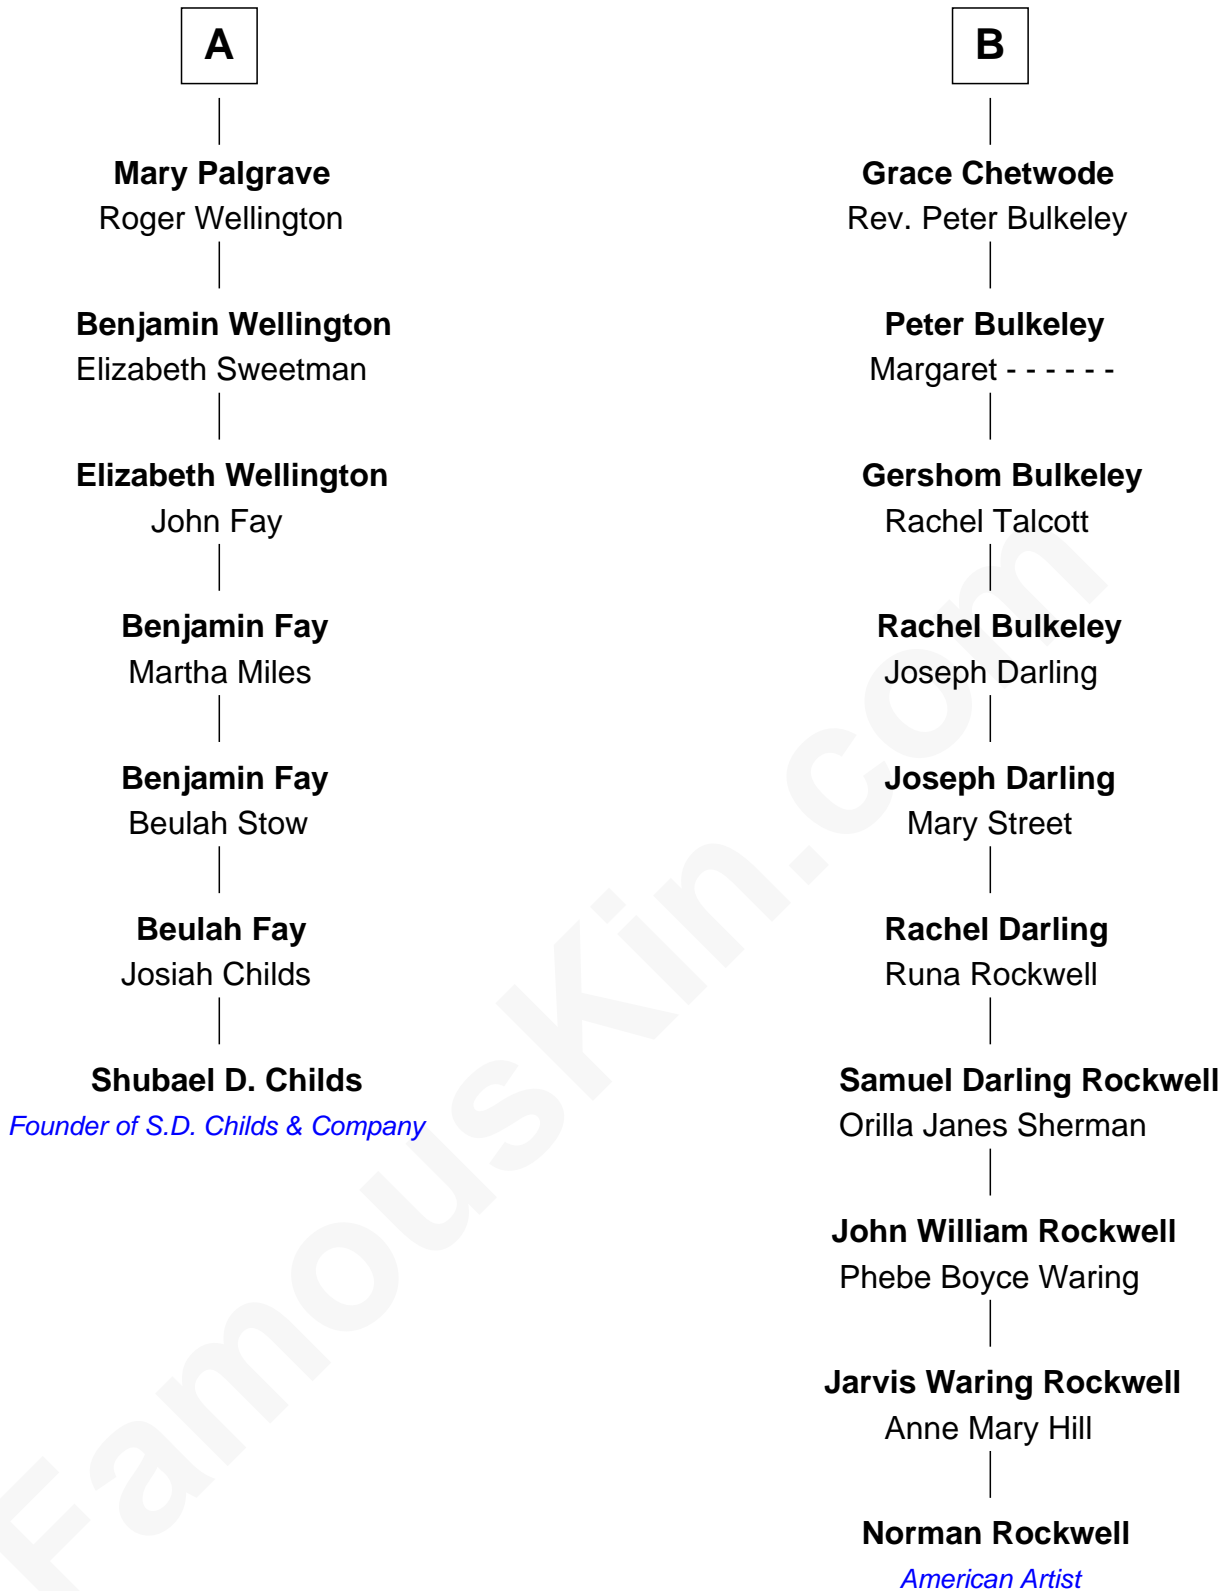 A
Mary Palgrave
Roger Wellington
Benjamin Wellington
Elizabeth Sweetman
Elizabeth Wellington
John Fay
Benjamin Fay
Martha Miles
Benjamin Fay
Beulah Stow
Beulah Fay
Josiah Childs
Shubael D. Childs
Founder of S.D. Childs & Company
B
Grace Chetwode
Rev. Peter Bulkeley
Peter Bulkeley
Margaret - - - - - -
Gershom Bulkeley
Rachel Talcott
Rachel Bulkeley
Joseph Darling
Joseph Darling
Mary Street
Rachel Darling
Runa Rockwell
Samuel Darling Rockwell
Orilla Janes Sherman
John William Rockwell
Phebe Boyce Waring
Jarvis Waring Rockwell
Anne Mary Hill
Norman Rockwell
American Artist
FamousKin.com